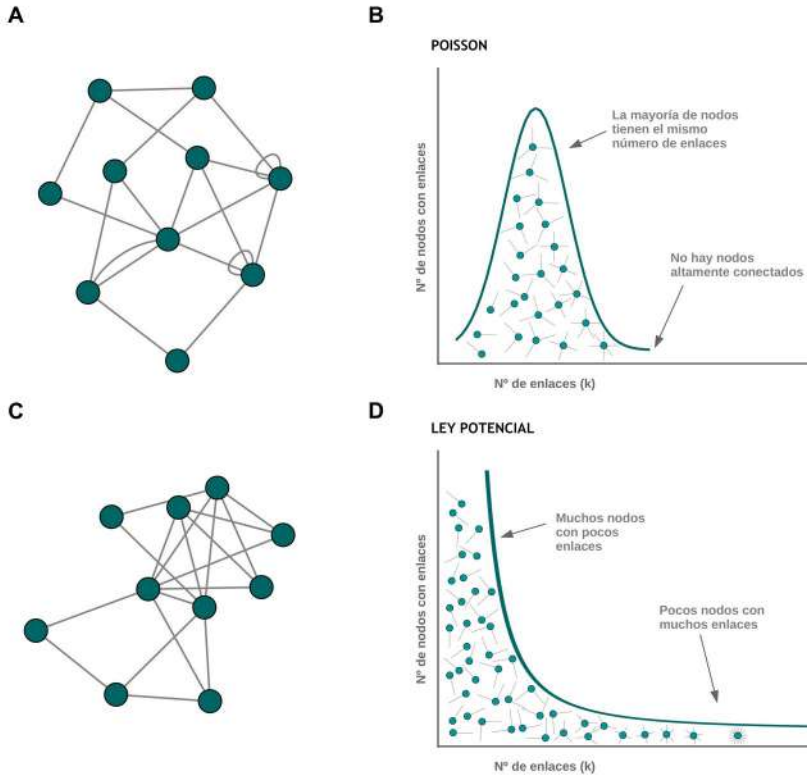 A
B
POISSON
La mayoría de nodos
tienen el mismo
número de enlaces
Nº de nodos con enlaces
No hay nodos
altamente conectados
Nº de enlaces (k)
C
D
LEY POTENCIAL
Muchos nodos
con pocos
enlaces
Nº de nodos con enlaces
Pocos nodos con
muchos enlaces
Nº de enlaces (k)